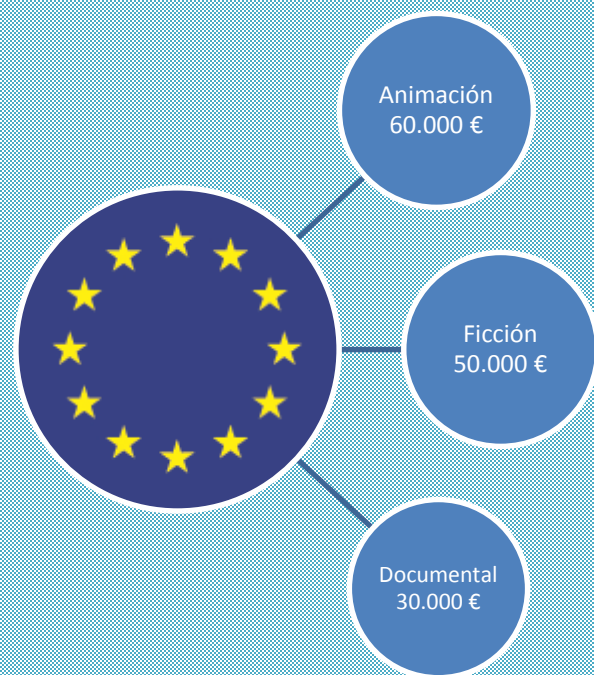 Animación
60.000 €
Ficción
50.000 €
Documental
30.000 €